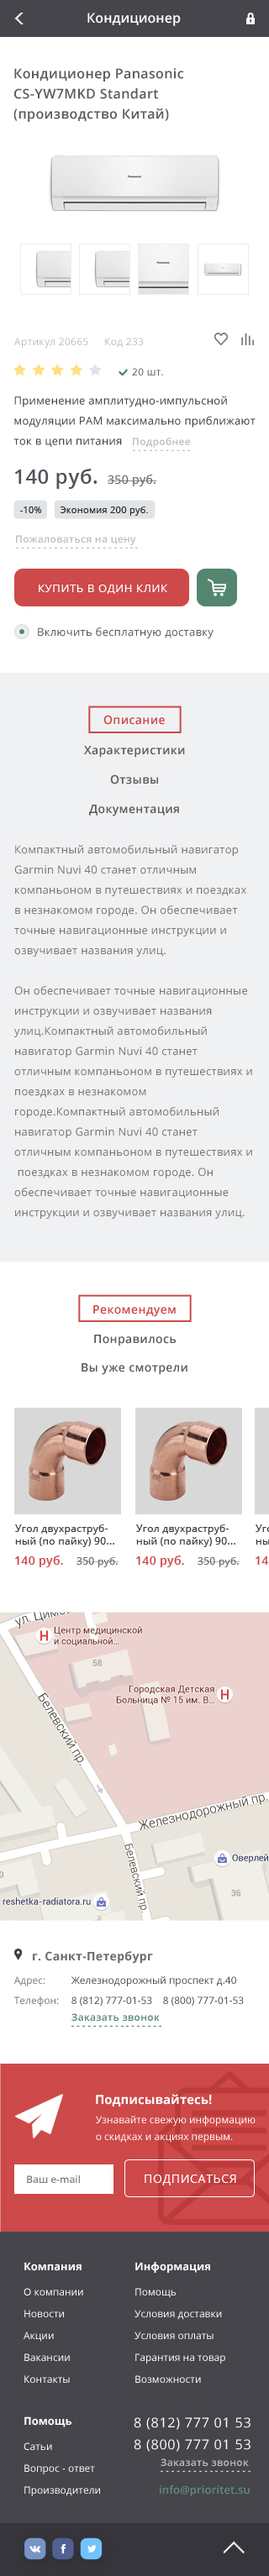 Кондиционер
Кондиционер Panasonic
CS-YW7MKD Standart
(производство Китай)
Panasonic
Артикул 20665 Код 233
20 шт.
Применение амплитудно-импульсной
модуляции PAM максимально приближают
ток в цепи питания Подробнее
140 руб. 350 руб.
-10% Экономия 200 руб.
Пожаловаться на цену
КУПИТЬ В ОДИН КЛИК
Включить бесплатную доставку
Описание
Характеристики
Отзывы
Документация
Компактный автомобильный навигатор
Garmin Nuvi 40 станет отличным
компаньоном в путешествиях и поездках
в незнакомом городе. Он обеспечивает
точные навигационные инструкции и
озвучивает названия улиц.
Он обеспечивает точные навигационные
инструкции и озвучивает названия
улиц.Компактный автомобильный
навигатор Garmin Nuvi 40 станет
отличным компаньоном в путешествиях и
поездках в незнакомом
городе.Компактный автомобильный
навигатор Garmin Nuvi 40 станет
отличным компаньоном в путешествиях и
поездках в незнакомом городе. Он
обеспечивает точные навигационные
инструкции и озвучивает названия улиц.
Рекомендуем
Понравилось
Вы уже смотрели
Угол двухраструб- Угол двухраструб- Уго
ный (по пайку) 90... ный (по пайку) 90... ны
140 руб. 350 руб. 140 руб. 350 руб. 14
ул. Цимб
Центр медицинской
и социальной...
58
Городская Детская
Больница № 15 им. В...
Белевский пр.
Железнодорожный пр.
Белевский пр.
Оверлей
reshetka-radiatora.ru
36
г. Санкт-Петербург
Адрес: Железнодорожный проспект д.40
Телефон: 8 (812) 777-01-53 8 (800) 777-01-53
Заказать звонок
Подписывайтесь!
Узнавайте свежую информацию
о скидках и акциях первым.
Ваш e-mail ПОДПИСАТЬСЯ
Компания Информация
О компании Помощь
Новости Условия доставки
Акции Условия оплаты
Вакансии Гарантия на товар
Контакты Возможности
Помощь 8 (812) 777 01 53
Сатьи 8 (800) 777 01 53
Вопрос - ответ Заказать звонок
Производители info@prioritet.su